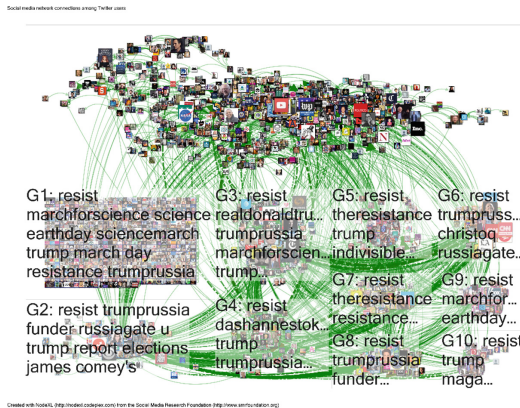 Social media network connections among Twitter users
G1: resist
marchforscience science
earthday sciencemarch
trump march day
resistance trumprussia
G2: resist trumprussia
funder russiagate u
trump report elections
james comey's
G3: resist
realdonaldtru...
trumprussia
marchforscien...
trump...
G4: resist
dashannestok...
trump
trumprussia...
G5: resist
theresistance
trump
indivisible...
G7: resist
theresistance
resistance...
G8: resist
trumprussia
funder...
G6: resist
trumpruss...
christoq
russiagate...
G9: resist
marchfor...
earthday...
G10: resist
trump
maga...
Created with NodeXL (http://nodexl.codeplex.com) from the Social Media Research Foundation (http://www.smrfoundation.org)